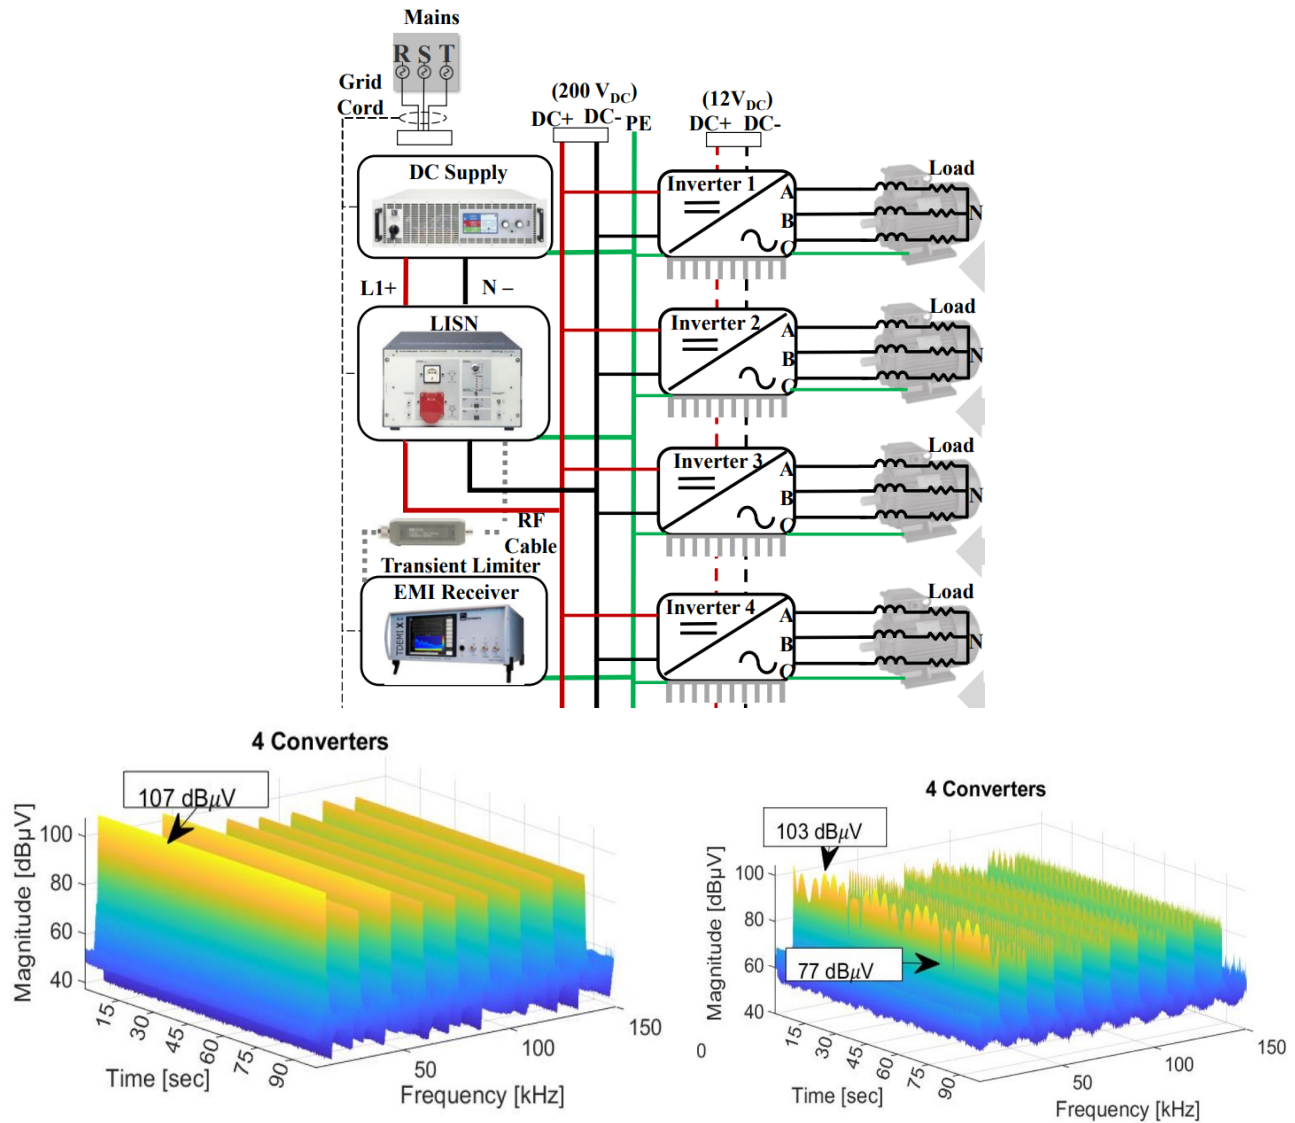 Mains
R S T
Grid
Cord
(200 VDC)
DC+ DC- PE
(12VDC)
DC+ DC-
DC Supply
L1+ N –
LISN
RF
Cable
Transient Limiter
EMI Receiver
TDEMI X
Inverter 1
A
B
C
Load
N
Inverter 2
A
B
C
Load
N
Inverter 3
A
B
C
Load
N
Inverter 4
A
B
C
Load
N
4 Converters
107 dBµV
Magnitude [dBµV]
100
80
60
40
15
30
45
60
75
90
Time [sec]
50
100
150
Frequency [kHz]
4 Converters
103 dBµV
77 dBµV
Magnitude [dBµV]
100
80
60
40
0
15
30
45
60
75
90
Time [sec]
50
100
150
Frequency [kHz]